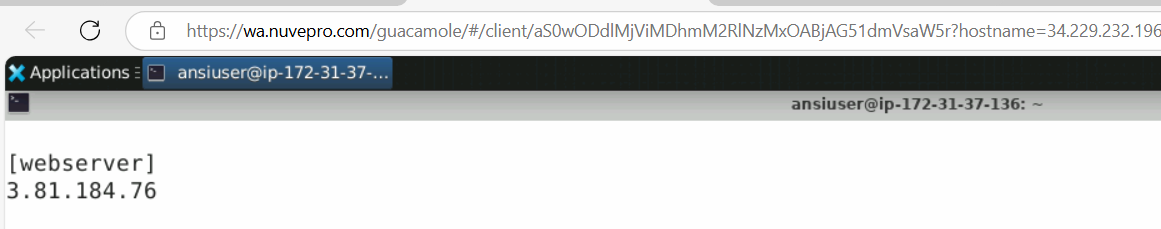 https://wa.nuvepro.com/guacamole/#/client/aS0wODdlMjViMDhmM2RlNzMxOABjAG51dmVsaW5r?hostname=34.229.232.196
Applications
ansiuser@ip-172-31-37-...
ansiuser@ip-172-31-37-136: ~
[webserver]
3.81.184.76